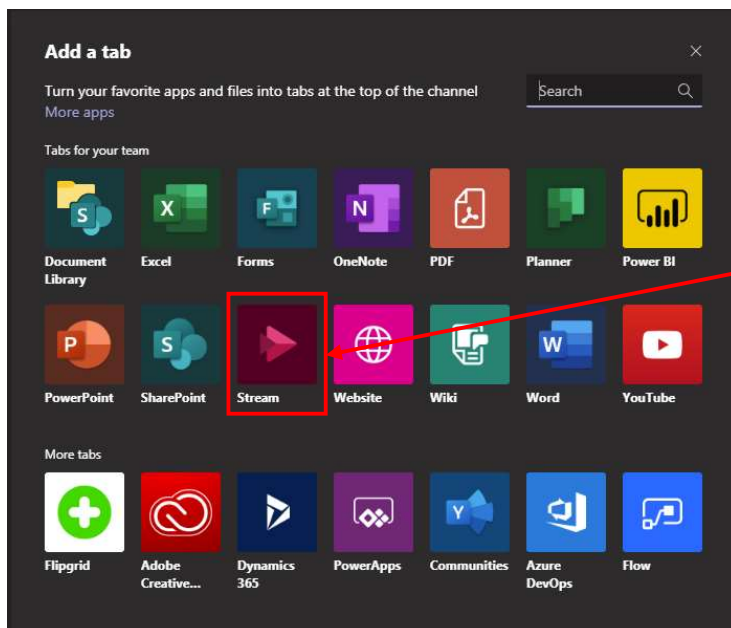 Add a tab
Turn your favorite apps and files into tabs at the top of the channel
Search
More apps
Tabs for your team
Document
Library
Excel
Forms
OneNote
PDF
Planner
Power BI
PowerPoint
SharePoint
Stream
Website
Wiki
Word
YouTube
More tabs
Flipgrid
Adobe
Creative...
Dynamics
365
PowerApps
Communities
Azure
DevOps
Flow